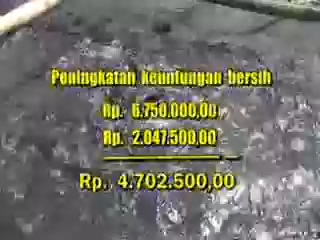 Peningkatan keuntungan bersih
Rp. 6.750.000,00
Rp. 2.047.500,00
Rp. 4.702.500,00